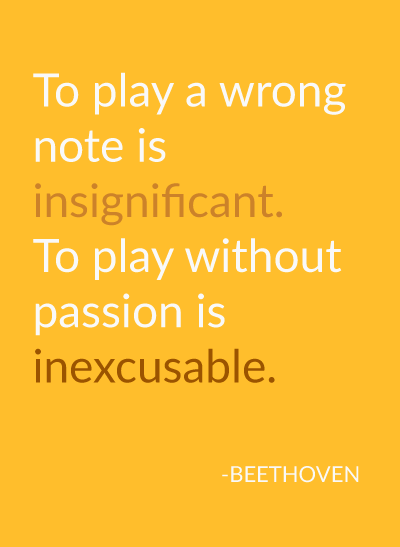 To play a wrong
note is
insignificant.
To play without
passion is
inexcusable.
-BEETHOVEN